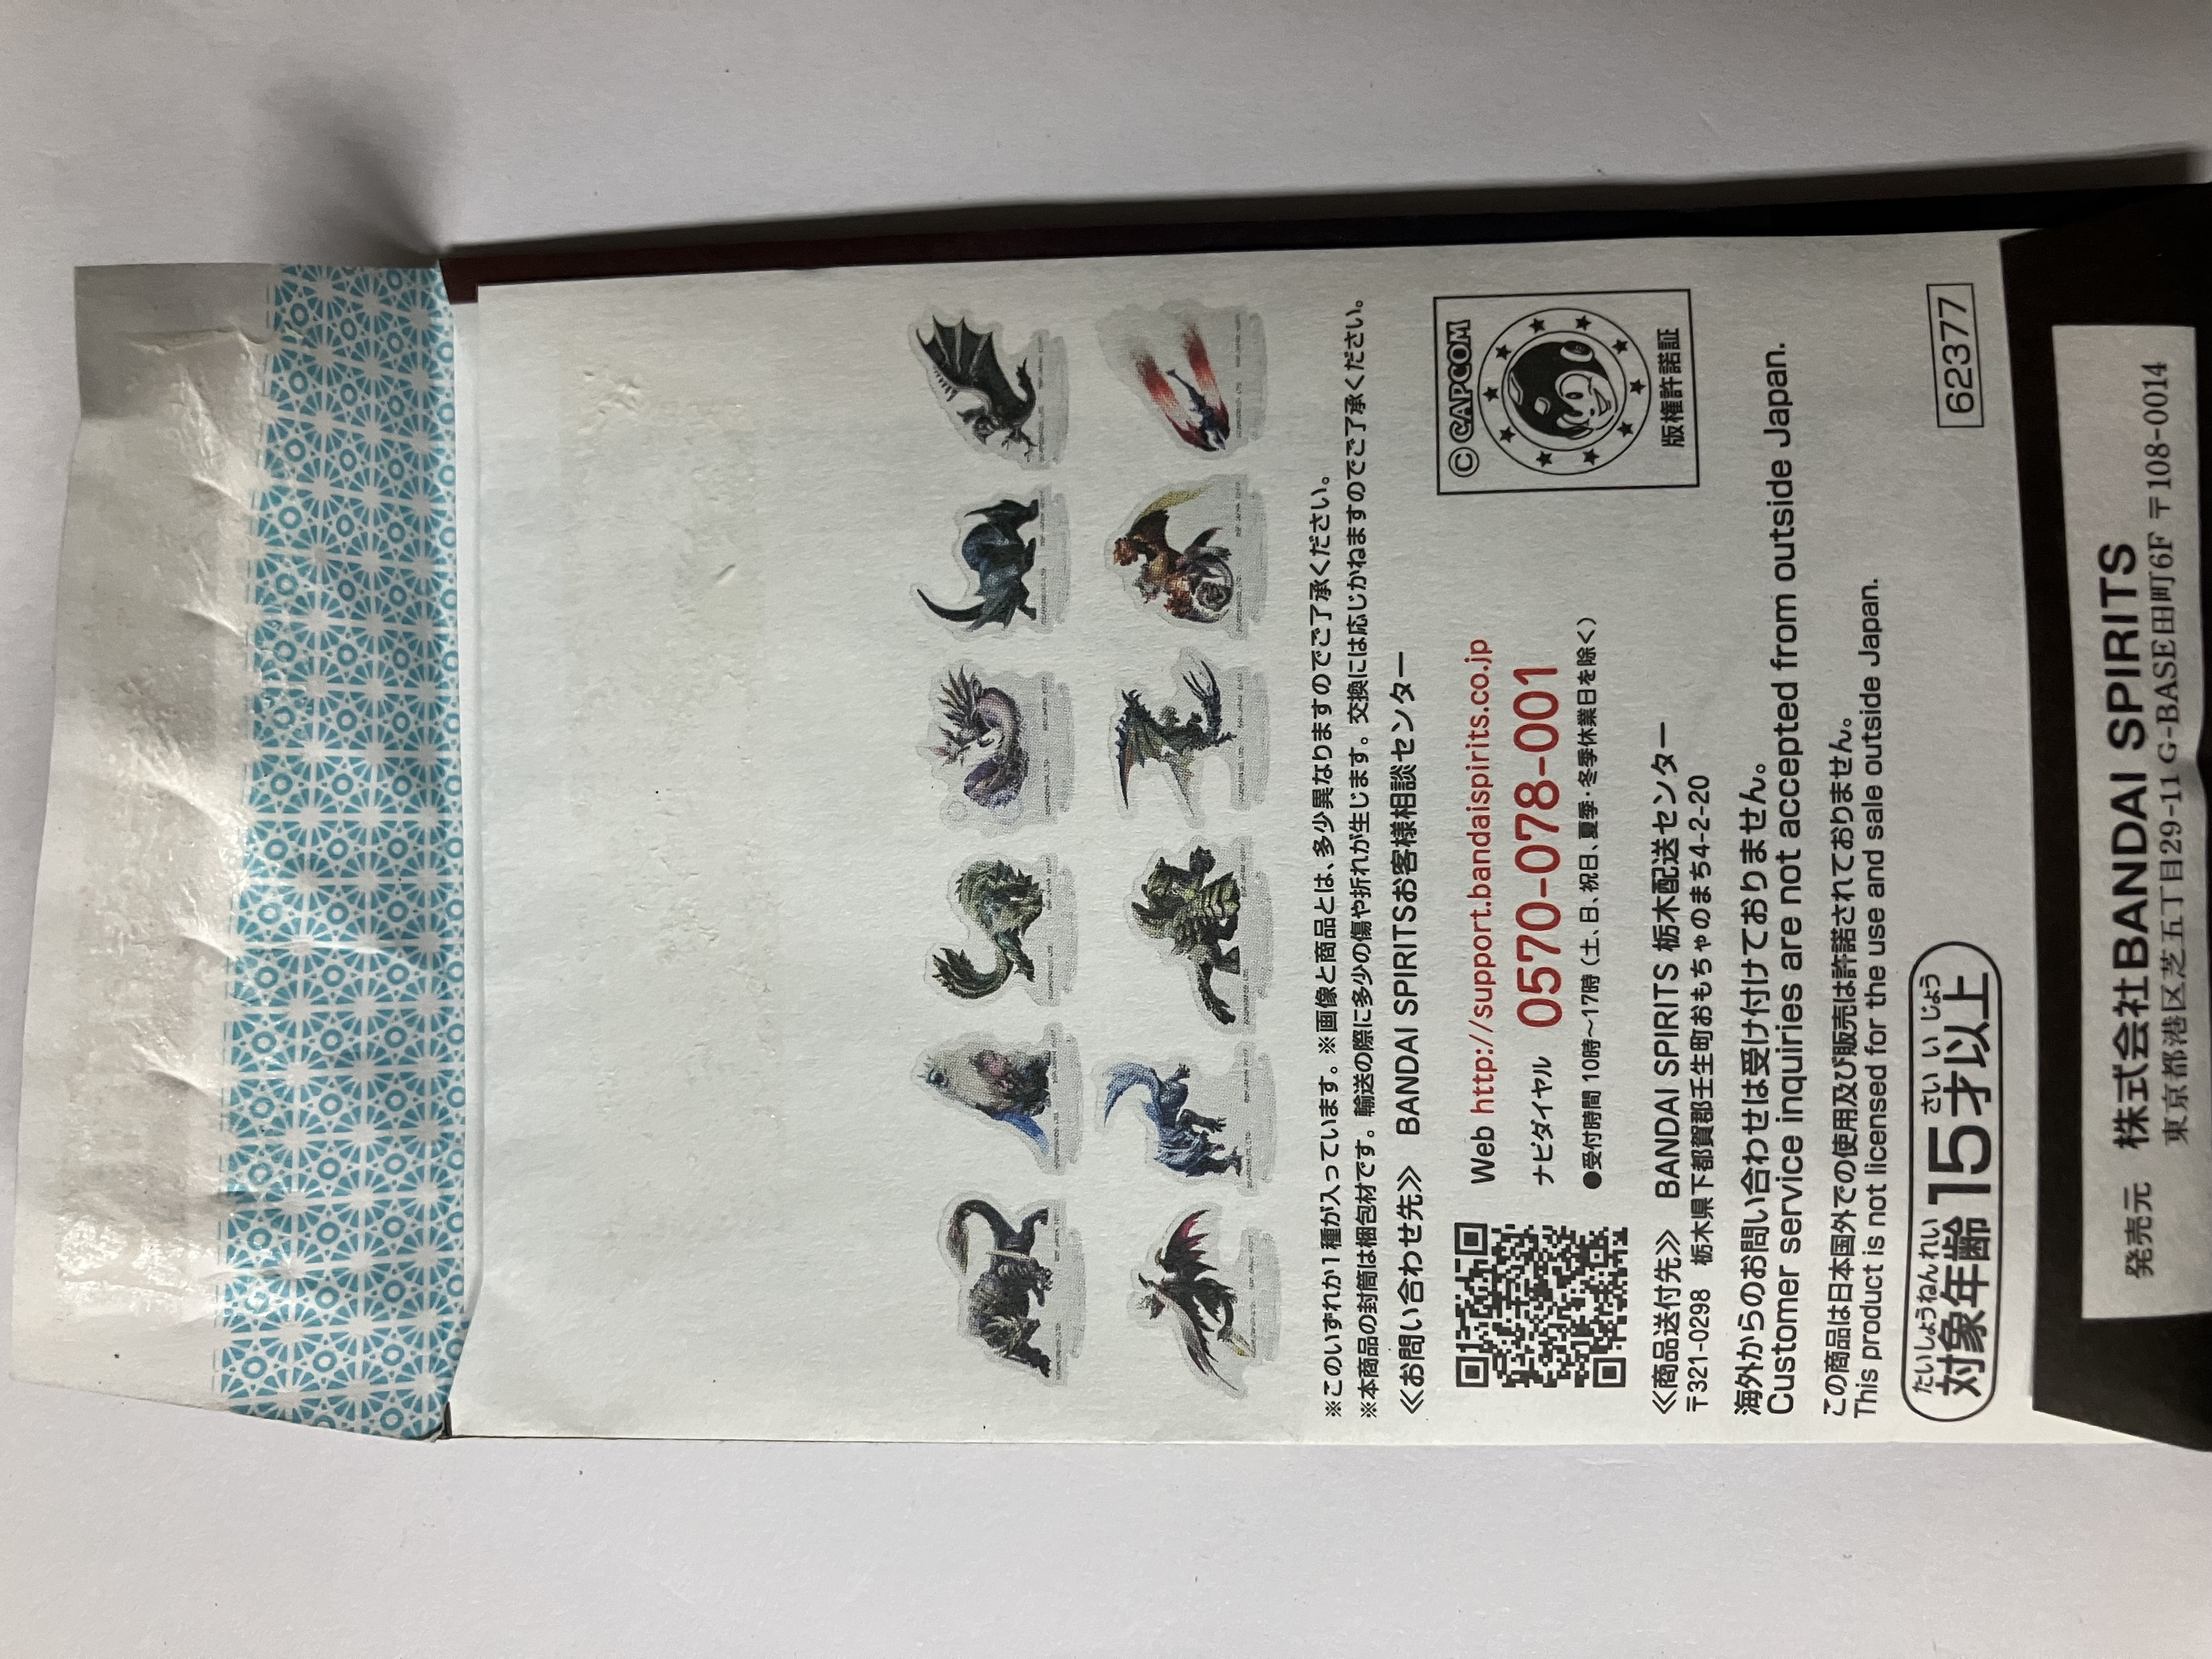 ※このいずれか1種が入っています。※画像と商品とは、多少異なりますのでご了承ください。
※本商品の封筒は梱包材です。輸送の際に多少の傷や折れが生じます。交換には応じかねますのでご了承ください。
≪お問い合わせ先≫ BANDAI SPIRITSお客様相談センター
Web http://support.bandaispirits.co.jp
ナビダイヤル 0570-078-001
●受付時間 10時～17時（土、日、祝日、夏季・冬季休業日を除く）
© CAPCOM
版権許諾証
≪商品送付先≫ BANDAI SPIRITS 栃木配送センター
〒321-0298 栃木県下都賀郡壬生町おもちゃのまち4-2-20
海外からのお問い合わせは受け付けておりません。
Customer service inquiries are not accepted from outside Japan.
この商品は日本国外での使用及び販売は許諾されておりません。
This product is not licensed for the use and sale outside Japan.
たいしょうねんれい さい い じょう
対象年齢 15才以上
62377
発売元 株式会社BANDAI SPIRITS
東京都港区芝五丁目29-11 G-BASE田町6F 〒108-0014